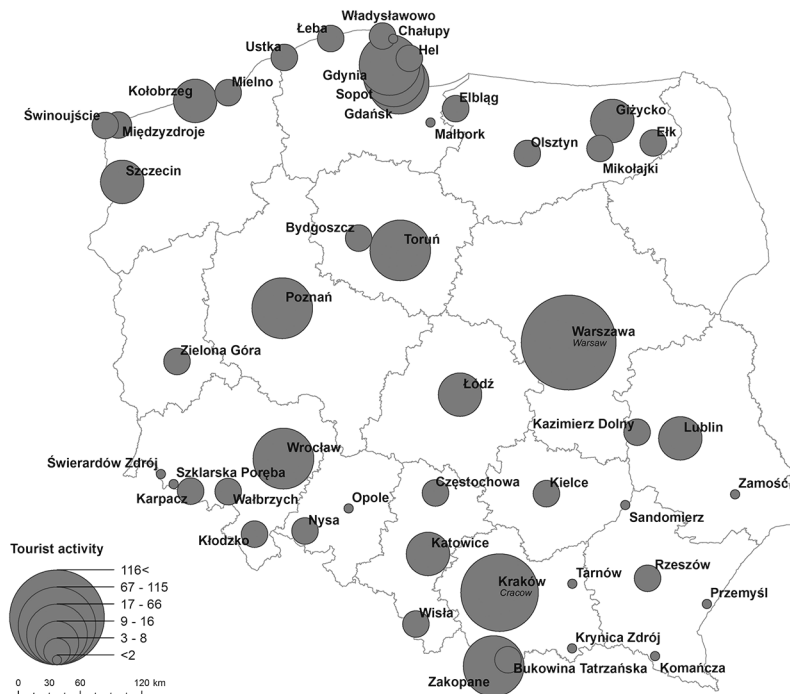 Władysławowo
Łeba
Chałupy
Ustka
Hel
Gdynia
Kołobrzeg
Mielno
Sopot
Elbląg
Giżycko
Świnoujście
Gdańsk
Międzyzdroje
Małbork
Ełk
Olsztyn
Mikołajki
Szczecin
Bydgoszcz
Toruń
Poznań
Warszawa
Warsaw
Zielona Góra
Łódź
Kazimierz Dolny
Lublin
Wrocław
Świerardów Zdrój
Szklarska Poręba
Częstochowa
Kielce
Zamość
Karpacz
Wałbrzych
Opole
Sandomierz
Nysa
Kłodzko
Katowice
Tourist activity
116<
67 - 115
17 - 66
9 - 16
3 - 8
<2
0 30 60 120 km
Kraków
Cracow
Tarnów
Rzeszów
Przemyśl
Wisła
Krynica Zdrój
Bukowina Tatrzańska
Komańcza
Zakopane